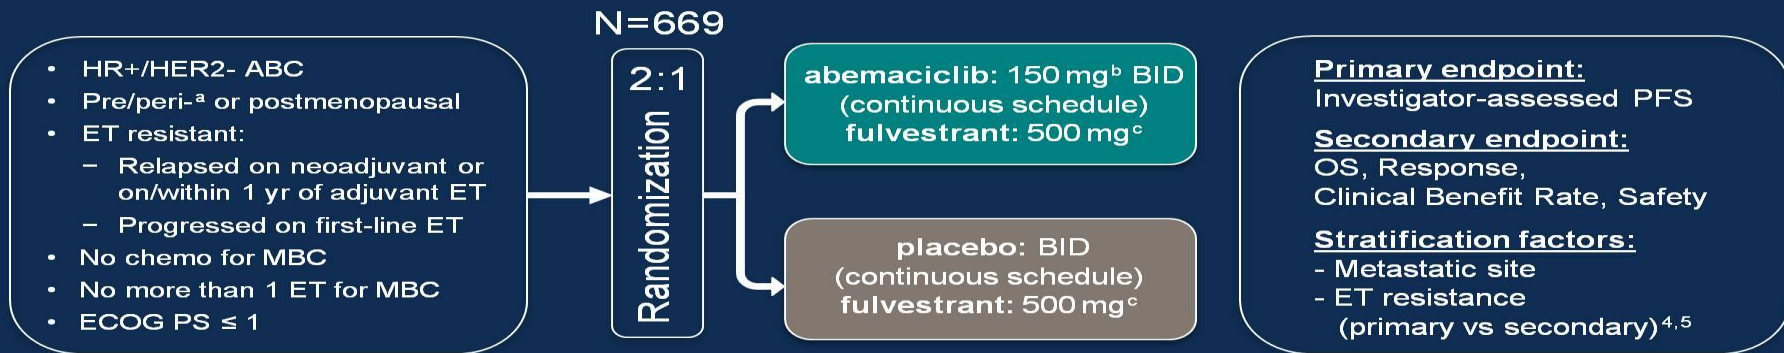 N=669
• HR+/HER2- ABC
• Pre/peri-ᵃ or postmenopausal
• ET resistant:
– Relapsed on neoadjuvant or
on/within 1 yr of adjuvant ET
– Progressed on first-line ET
• No chemo for MBC
• No more than 1 ET for MBC
• ECOG PS ≤ 1
2:1
Randomization
abemaciclib: 150 mgᵇ BID
(continuous schedule)
fulvestrant: 500 mgᶜ
placebo: BID
(continuous schedule)
fulvestrant: 500 mgᶜ
Primary endpoint:
Investigator-assessed PFS
Secondary endpoint:
OS, Response,
Clinical Benefit Rate, Safety
Stratification factors:
- Metastatic site
- ET resistance
(primary vs secondary)⁴,⁵